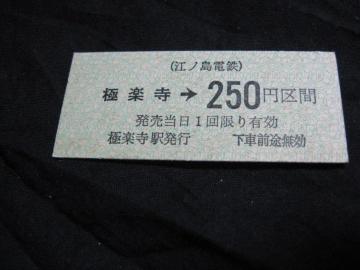 (江ノ島電鉄)
極楽寺→250円区間
発売当日1回限り有効
極楽寺駅発行 下車前途無効